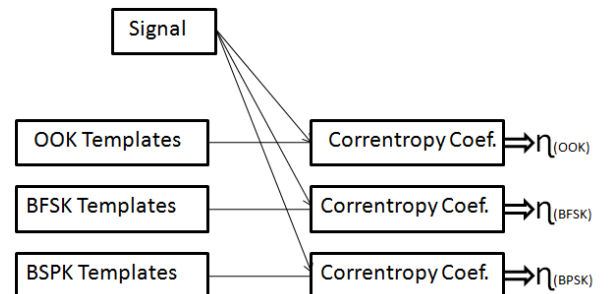 Signal
OOK Templates Correntropy Coef. η(OOK)
BFSK Templates Correntropy Coef. η(BFSK)
BSPK Templates Correntropy Coef. η(BPSK)